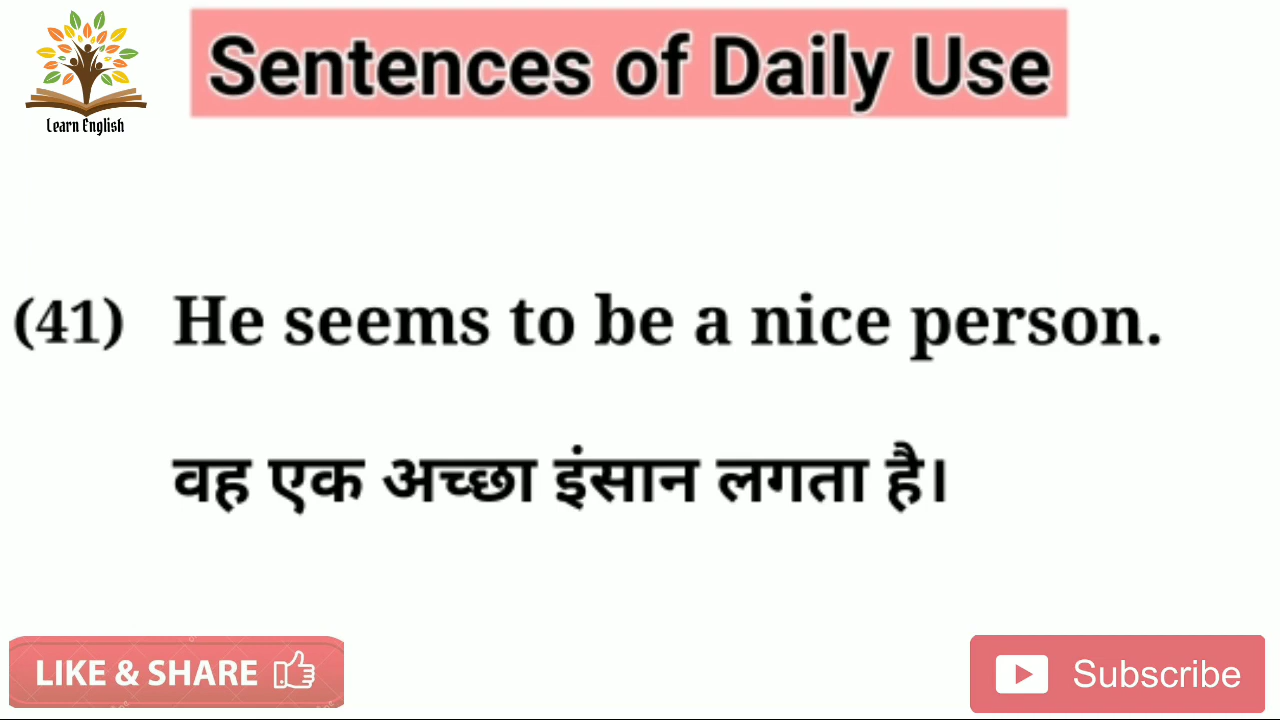 Sentences of Daily Use
Learn English
(41) He seems to be a nice person.
वह एक अच्छा इंसान लगता है।
LIKE & SHARE
Subscribe